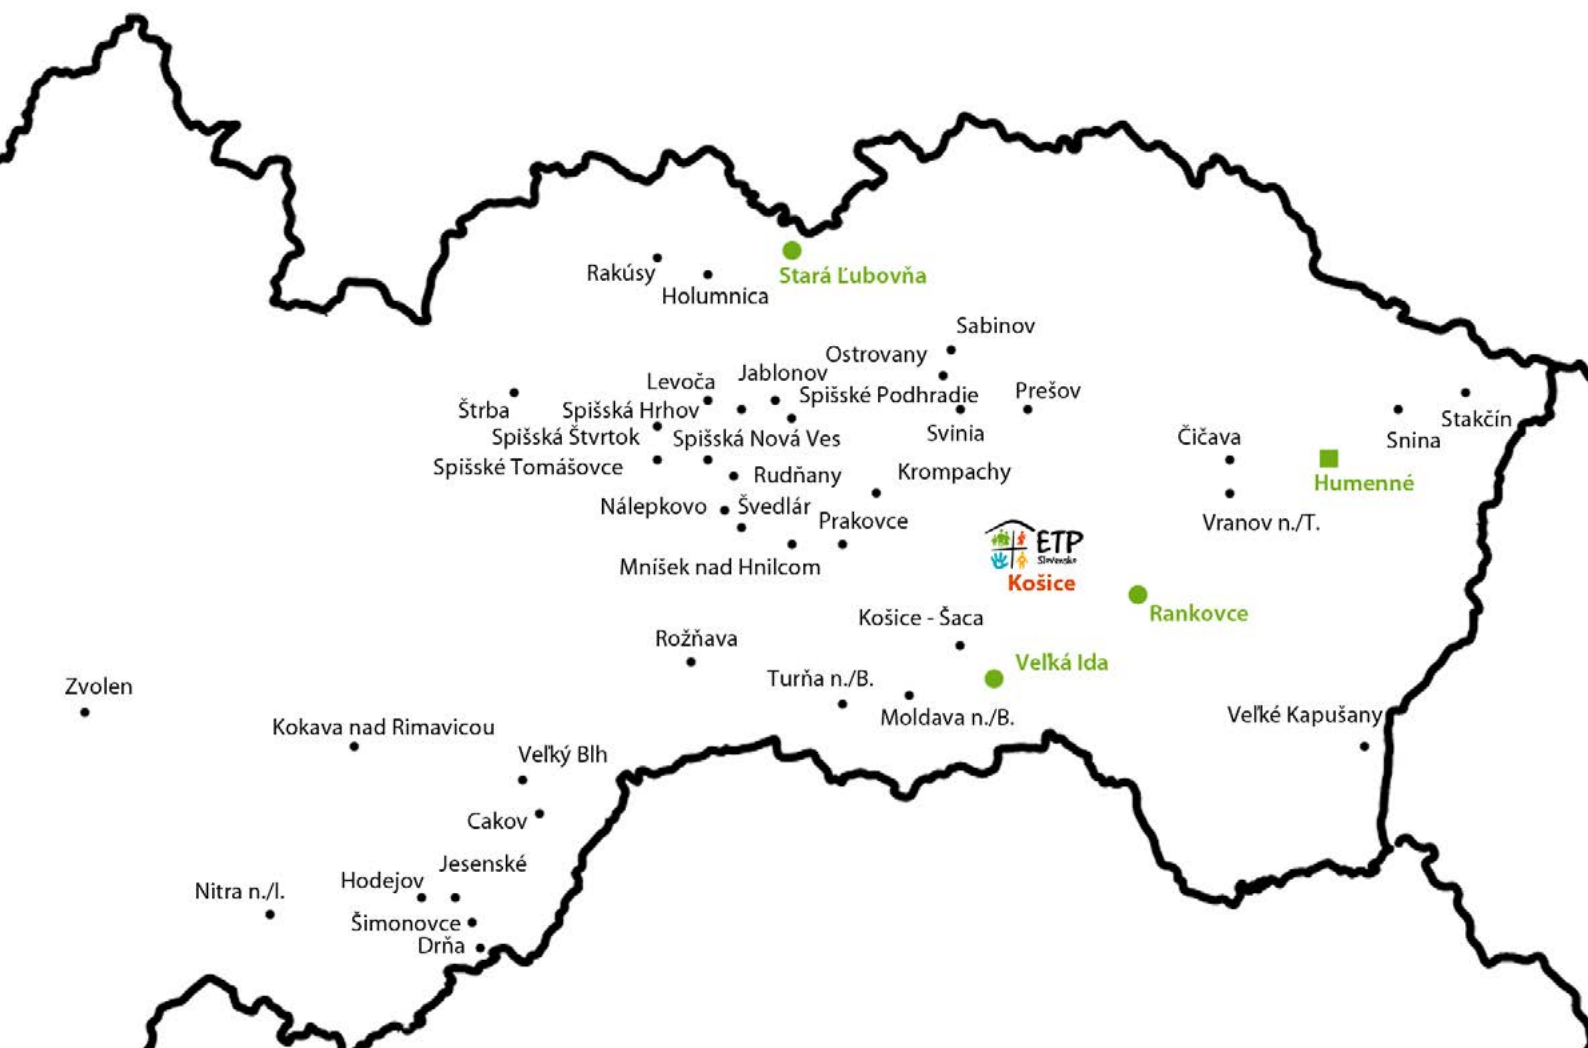 Rakúsy
Holumnica
Stará Ľubovňa
Sabinov
Ostrovany
Jablonov
Levoča
Spišské Podhradie
Prešov
Štrba
Spišská Hrhov
Stakčín
Spišská Štvrtok
Spišská Nová Ves
Svinia
Čičava
Snina
Spišské Tomášovce
Rudňany
Krompachy
Humenné
Nálepkovo
Švedlár
Prakovce
Vranov n./T.
ETP
Slovensko
Mníšek nad Hnilcom
Košice
Košice - Šaca
Rankovce
Rožňava
Veľká Ida
Turňa n./B.
Zvolen
Moldava n./B.
Veľké Kapušany
Kokava nad Rimavicou
Veľký Blh
Cakov
Jesenské
Hodejov
Nitra n./I.
Šimonovce
Drňa